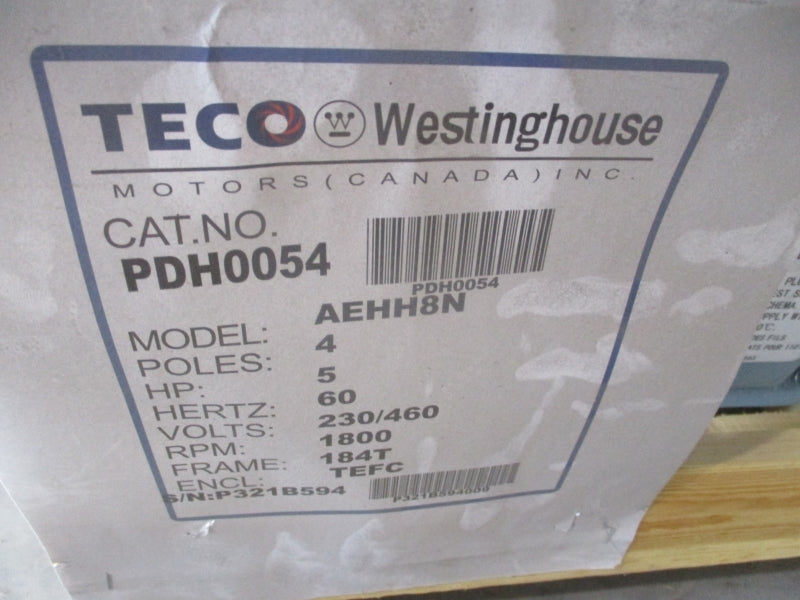 TECO Westinghouse
MOTORS (CANADA) INC.
CAT.NO.
PDH0054
PDH0054
MODEL: AEHH8N
POLES: 4
HP: 5
HERTZ: 60
VOLTS: 230/460
RPM: 1800
FRAME: 184T
ENCL: TEFC
S/N:P321B594
P321B594009